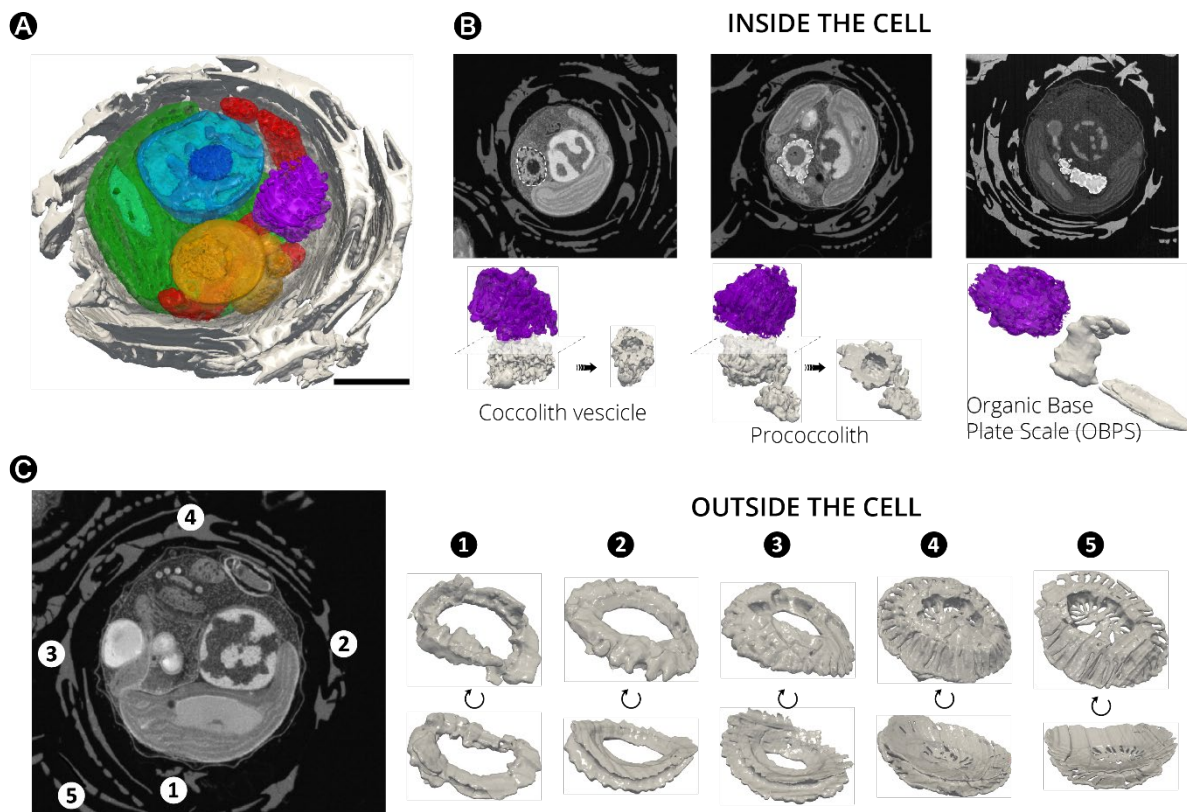 A
B
INSIDE THE CELL
Coccolith vescicle
Prococcolith
Organic Base
Plate Scale (OBPS)
C
OUTSIDE THE CELL
4
3
2
1
5
1
2
3
4
5